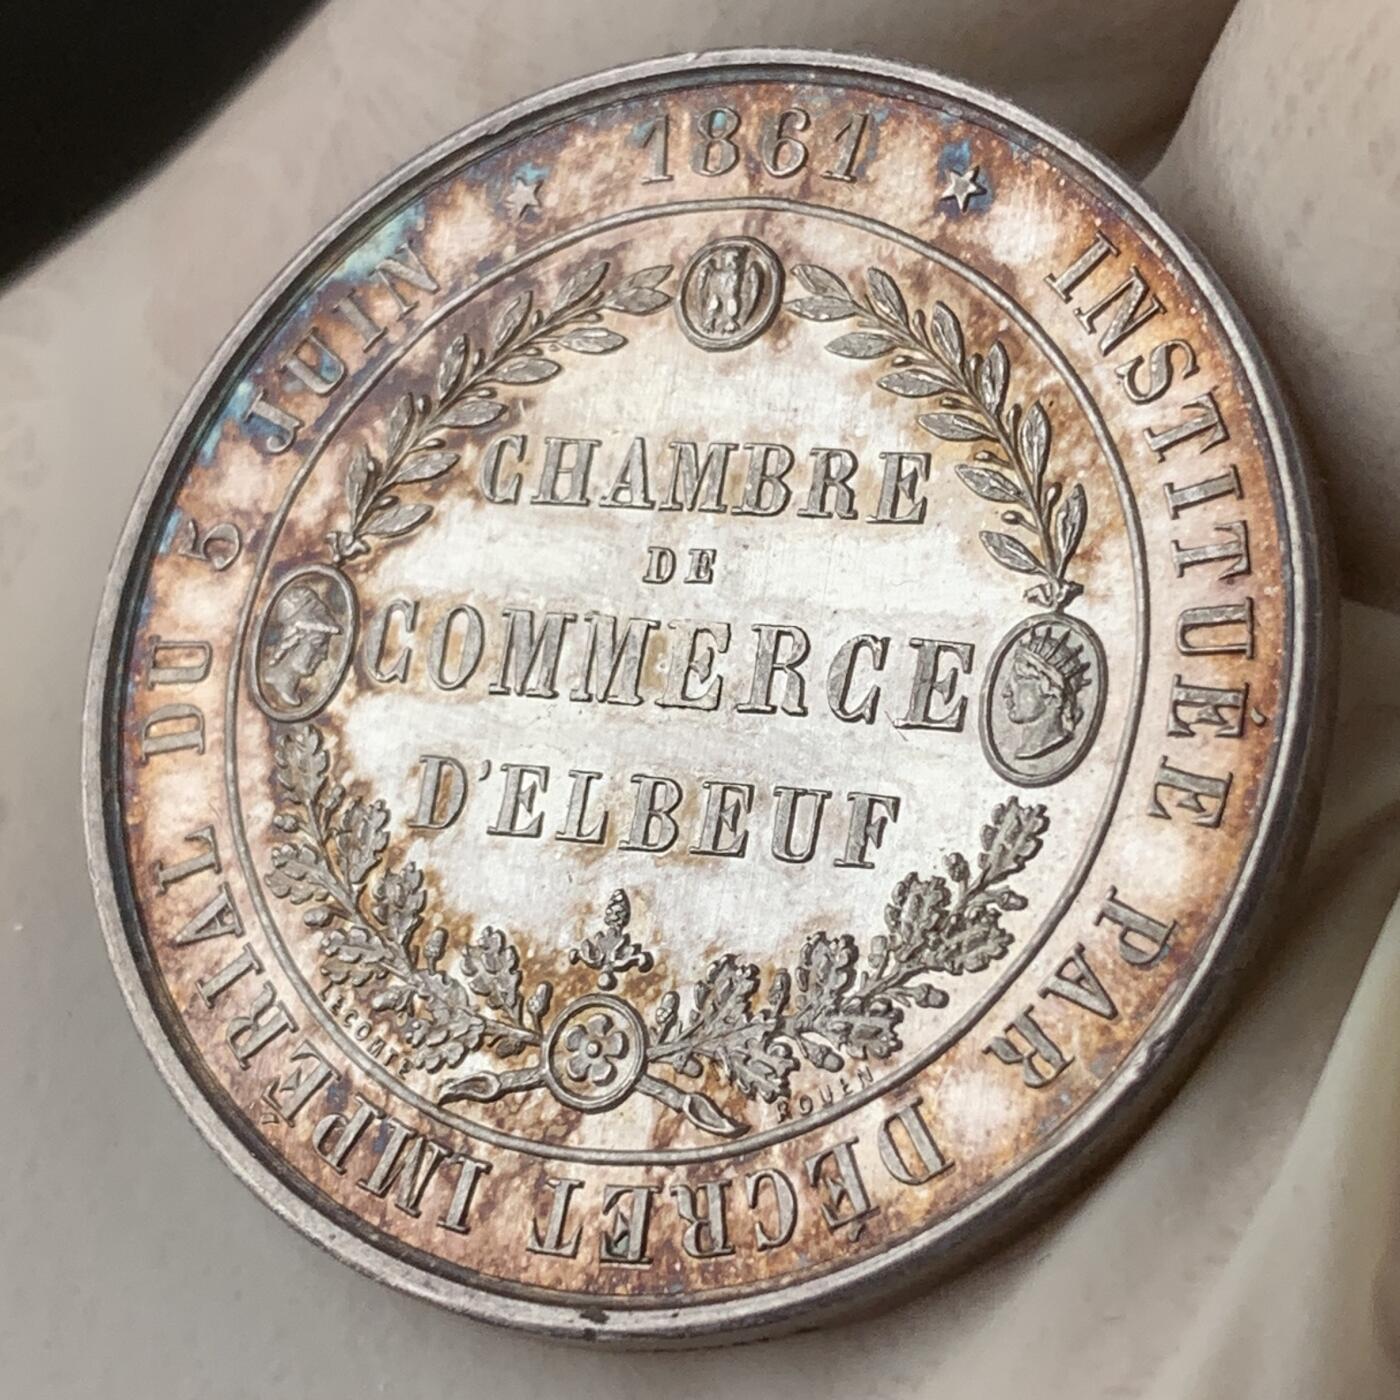 INSTITUÉE PAR DÉCRET IMPÉRIAL DU 5 JUIN 1861
CHAMBRE
DE
COMMERCE
D'ELBEUF
LECOMTE
ROUEN